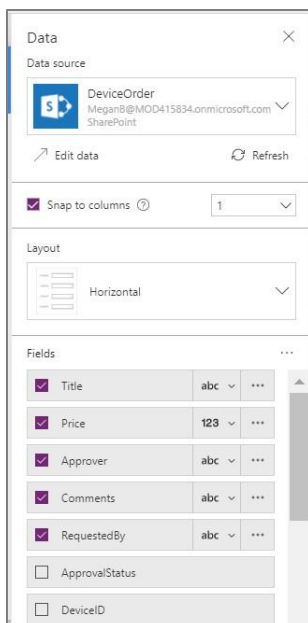 Data
Data source
DeviceOrder
MeganB@MOD415834.onmicrosoft.com
SharePoint
Edit data
Refresh
Snap to columns
1
Layout
Horizontal
Fields
Title abc
Price 123
Approver abc
Comments abc
RequestedBy abc
ApprovalStatus
DeviceID